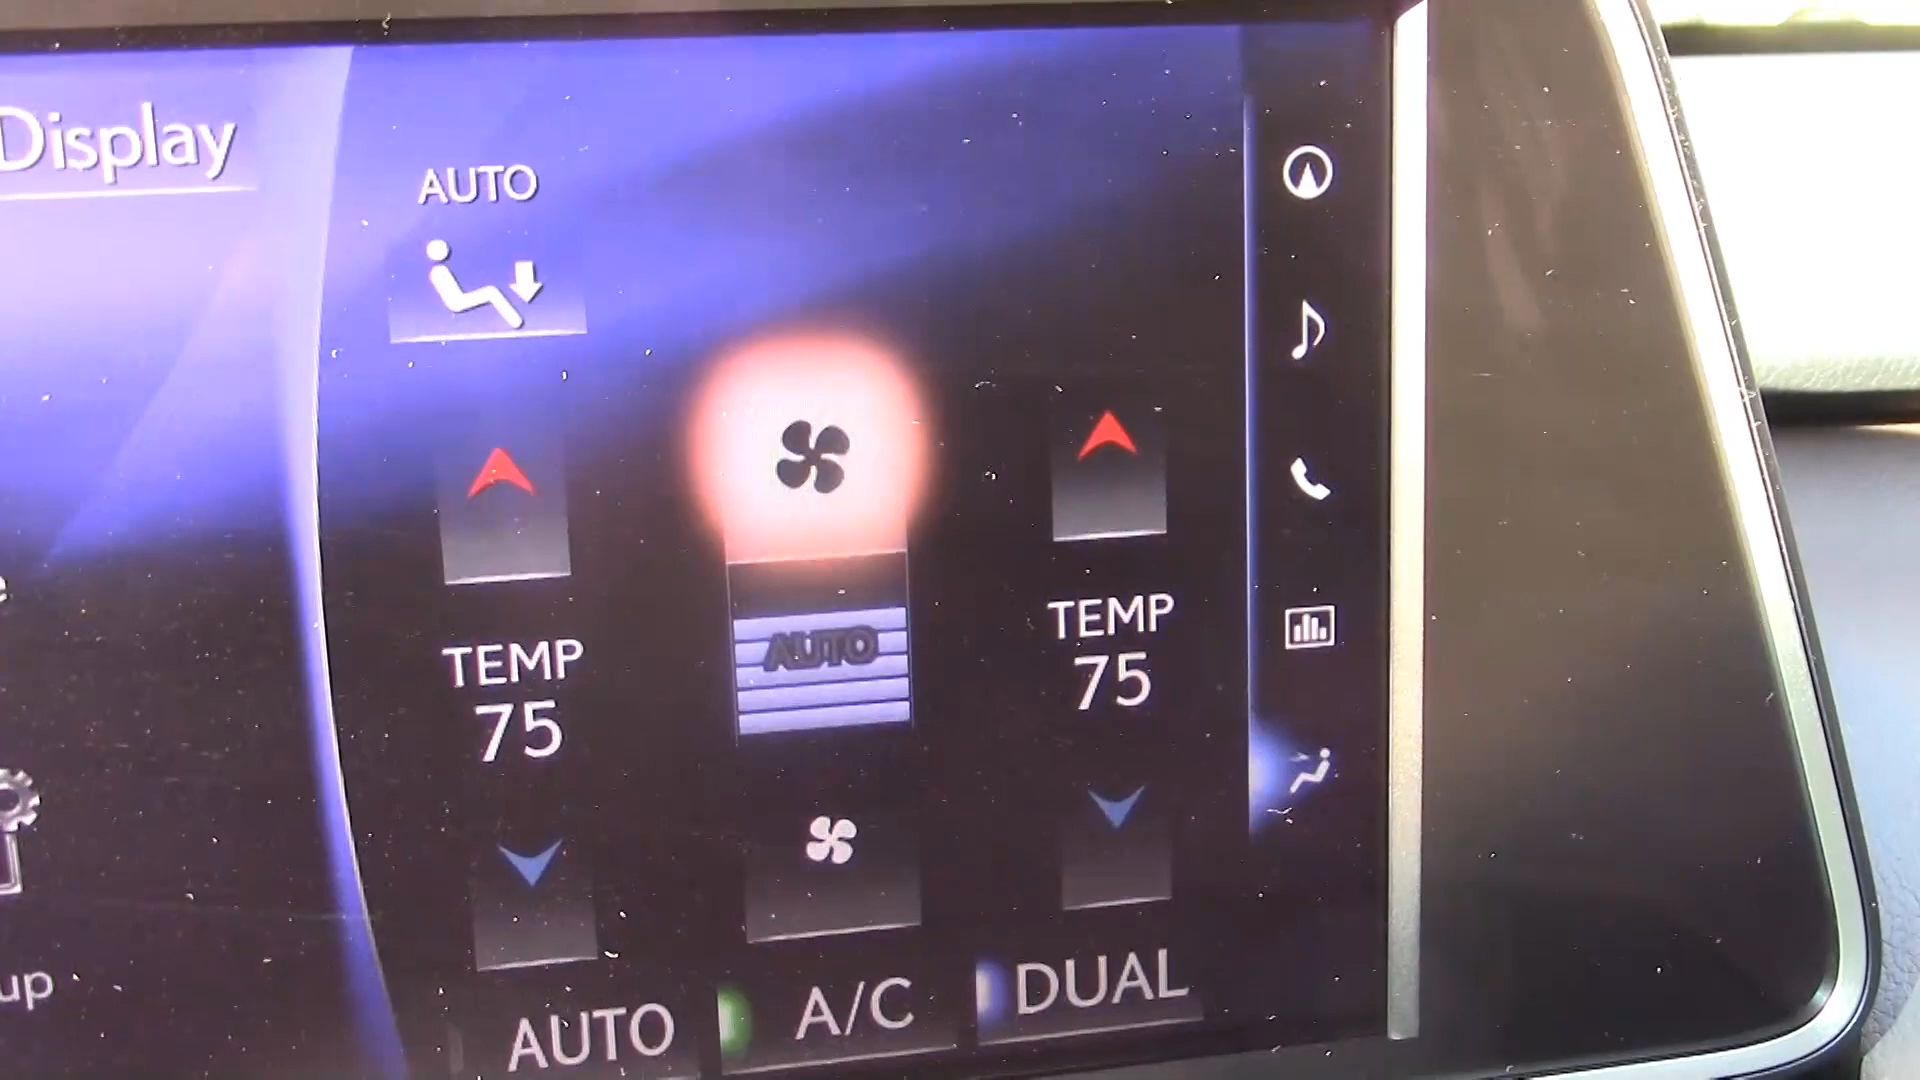 Display
AUTO
AUTO
TEMP
75
TEMP
75
up
AUTO
A/C
DUAL